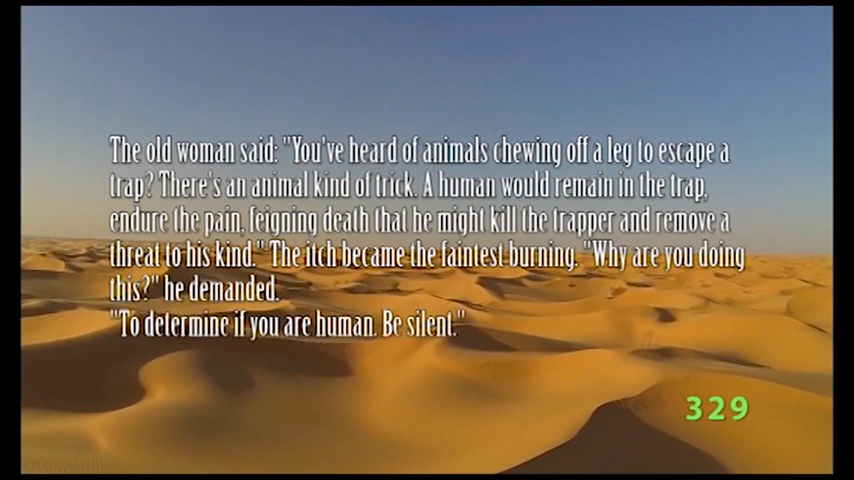 The old woman said: "You've heard of animals chewing off a leg to escape a
trap? There's an animal kind of trick. A human would remain in the trap,
endure the pain, feigning death that he might kill the trapper and remove a
threat to his kind." The itch became the faintest burning. "Why are you doing
this?" he demanded.
"To determine if you are human. Be silent."
329